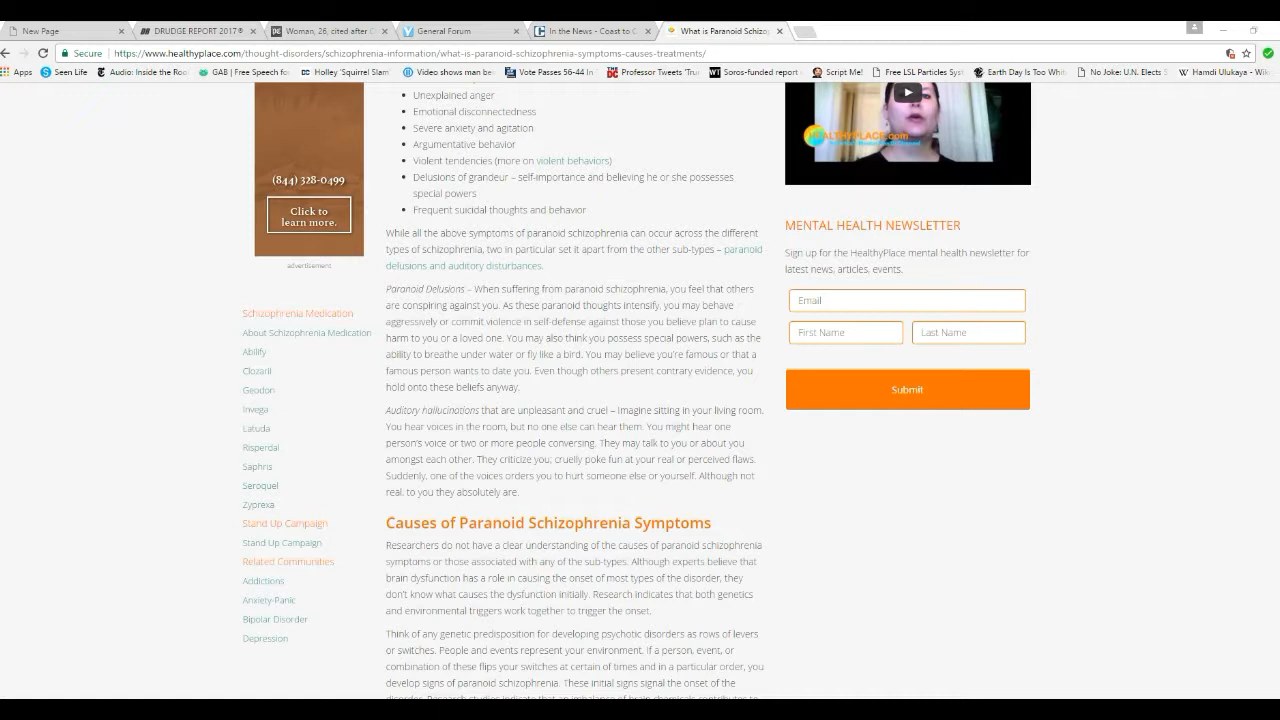 New Page
DRUDGE REPORT 2017®
Woman, 26, cited after
General Forum
In the News - Coast to C
What is Paranoid Schizo
Secure
https://www.healthyplace.com/thought-disorders/schizophrenia-information/what-is-paranoid-schizophrenia-symptoms-causes-treatments/
Apps
Seen Life
Audio: Inside the Roo
GAB | Free Speech fo
Holley 'Squirrel Slam
Video shows man be
Vote Passes 56-44 In
Professor Tweets 'Tru
Soros-funded report
Script Me!
Free LSL Particles Sys
Earth Day Is Too Whit
No Joke: U.N. Elects S
Hamdi Ulukaya - Wik
(844) 328-0499
Click to
learn more.
advertisement
Schizophrenia Medication
About Schizophrenia Medication
Abilify
Clozaril
Geodon
Invega
Latuda
Risperdal
Saphris
Seroquel
Zyprexa
Stand Up Campaign
Stand Up Campaign
Related Communities
Addictions
Anxiety-Panic
Bipolar Disorder
Depression
Unexplained anger
Emotional disconnectedness
Severe anxiety and agitation
Argumentative behavior
Violent tendencies (more on violent behaviors)
Delusions of grandeur – self-importance and believing he or she possesses
special powers
Frequent suicidal thoughts and behavior
While all the above symptoms of paranoid schizophrenia can occur across the different
types of schizophrenia, two in particular set it apart from the other sub-types – paranoid
delusions and auditory disturbances.
Paranoid Delusions – When suffering from paranoid schizophrenia, you feel that others
are conspiring against you. As these paranoid thoughts intensify, you may behave
aggressively or commit violence in self-defense against those you believe plan to cause
harm to you or a loved one. You may also think you possess special powers, such as the
ability to breathe under water or fly like a bird. You may believe you're famous or that a
famous person wants to date you. Even though others present contrary evidence, you
hold onto these beliefs anyway.
Auditory hallucinations that are unpleasant and cruel – Imagine sitting in your living room.
You hear voices in the room, but no one else can hear them. You might hear one
person's voice or two or more people conversing. They may talk to you or about you
amongst each other. They criticize you; cruelly poke fun at your real or perceived flaws.
Suddenly, one of the voices orders you to hurt someone else or yourself. Although not
real, to you they absolutely are.
Causes of Paranoid Schizophrenia Symptoms
Researchers do not have a clear understanding of the causes of paranoid schizophrenia
symptoms or those associated with any of the sub-types. Although experts believe that
brain dysfunction has a role in causing the onset of most types of the disorder, they
don't know what causes the dysfunction initially. Research indicates that both genetics
and environmental triggers work together to trigger the onset.
Think of any genetic predisposition for developing psychotic disorders as rows of levers
or switches. People and events represent your environment. If a person, event, or
combination of these flips your switches at certain of times and in a particular order, you
develop signs of paranoid schizophrenia. These initial signs signal the onset of the
disorder. Research studies indicate that an imbalance of brain chemicals contributes to
HEALTHYPLACE.com
MENTAL HEALTH NEWSLETTER
Sign up for the HealthyPlace mental health newsletter for
latest news, articles, events.
Email
First Name
Last Name
Submit